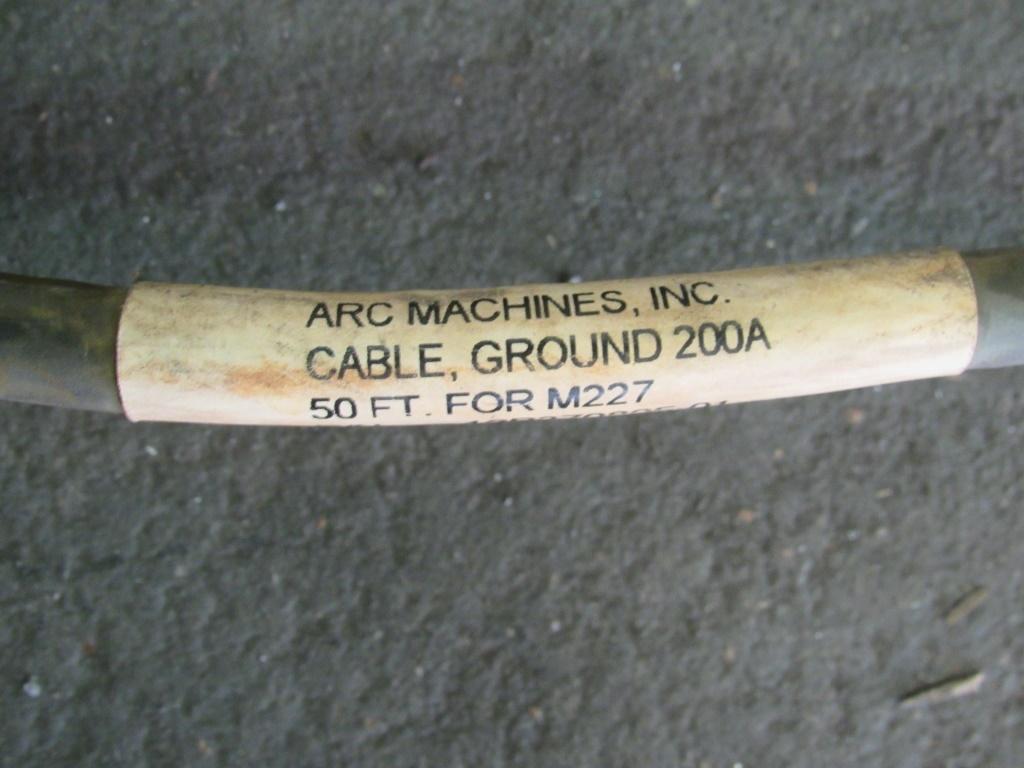 ARC MACHINES, INC.
CABLE, GROUND 200A
50 FT. FOR M227